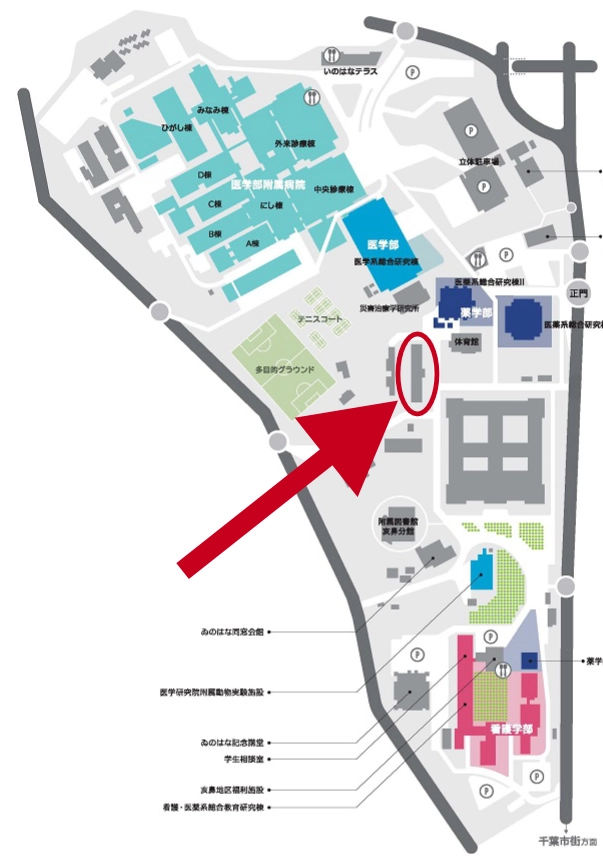 いのはなテラス
P
みなみ棟
ひがし棟
外来診療棟
P
立体駐車場
D棟
医学部附属病院
中央診療棟
P
C棟
にし棟
B棟
A棟
医学部
医学系総合研究棟
P
医薬系総合研究棟II
正門
災害治療学研究所
薬学部
医薬系総合研究棟
テニスコート
体育館
多目的グラウンド
附属図書館
亥鼻分館
ゐのはな同窓会館
P
P
薬学
医学研究院附属動物実験施設
看護学部
ゐのはな記念講堂
学生相談室
P
P
亥鼻地区福利施設
看護・医薬系総合教育研究棟
千葉市街方面